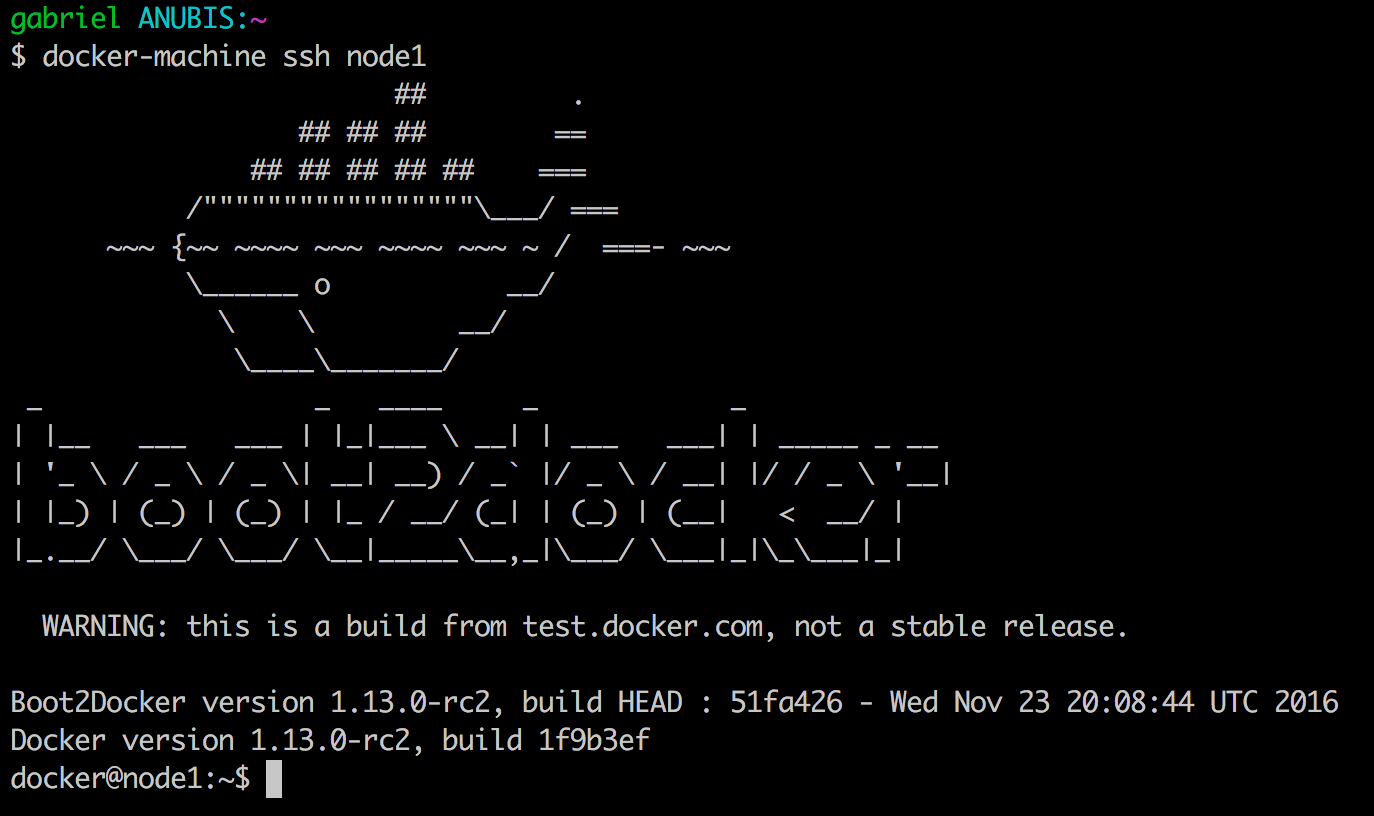 gabriel ANUBIS:~
$ docker-machine ssh node1
                        ##         .
                  ## ## ##        ==
               ## ## ## ## ##    ===
           /"""""""""""""""""\___/ ===
      ~~~ {~~ ~~~~ ~~~ ~~~~ ~~~ ~ /  ===- ~~~
           \______ o           __/
             \    \         __/
              \____\_______/
 _                 _   ____     _            _
| |__   ___   ___ | |_|___ \ __| | ___   ___| | _____ _ __
| '_ \ / _ \ / _ \| __| __) / _` |/ _ \ / __| |/ / _ \ '__|
| |_) | (_) | (_) | |_ / __/ (_| | (_) | (__|   <  __/ |
|_.__/ \___/ \___/ \__|_____\__,_|\___/ \___|_|\_\___|_|
  WARNING: this is a build from test.docker.com, not a stable release.
Boot2Docker version 1.13.0-rc2, build HEAD : 51fa426 - Wed Nov 23 20:08:44 UTC 2016
Docker version 1.13.0-rc2, build 1f9b3ef
docker@node1:~$